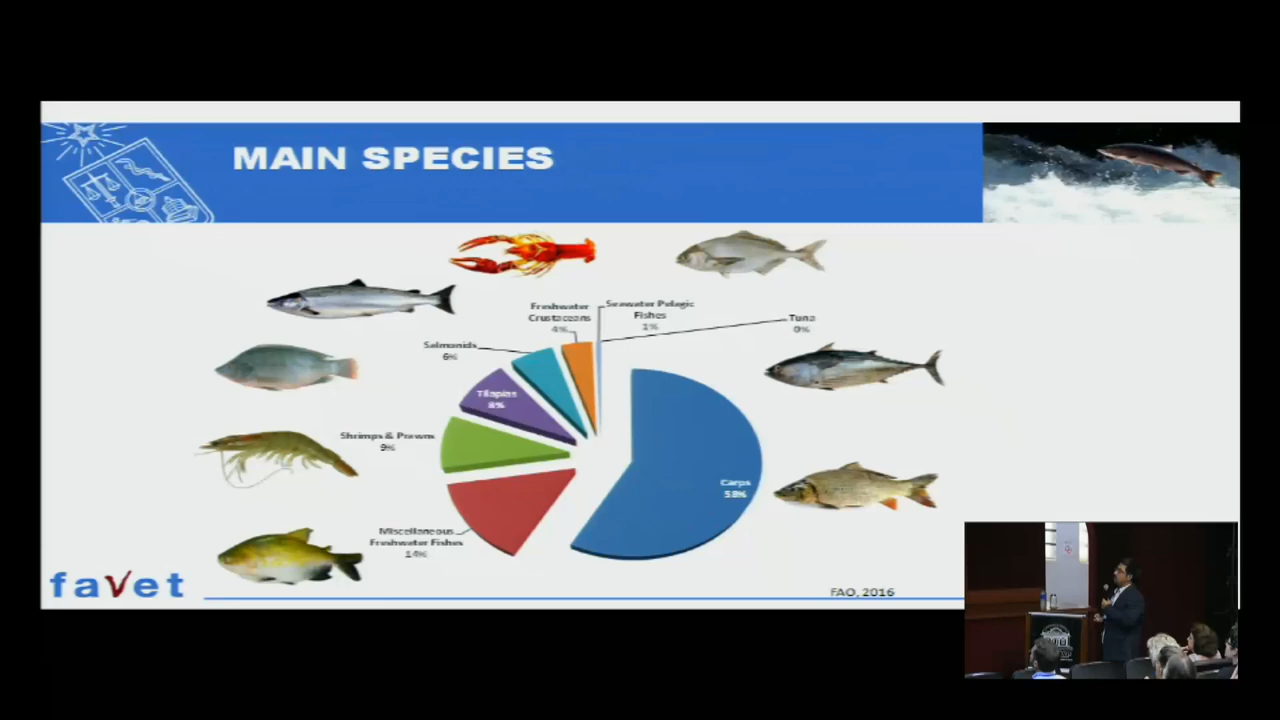 MAIN SPECIES
Freshwater
Crustaceans
4%
Seawater Pelagic
Fishes
1%
Tuna
0%
Salmonids
6%
Tilapias
8%
Shrimps & Prawns
9%
Carps
58%
Miscellaneous
Freshwater Fishes
14%
favet
FAO, 2016